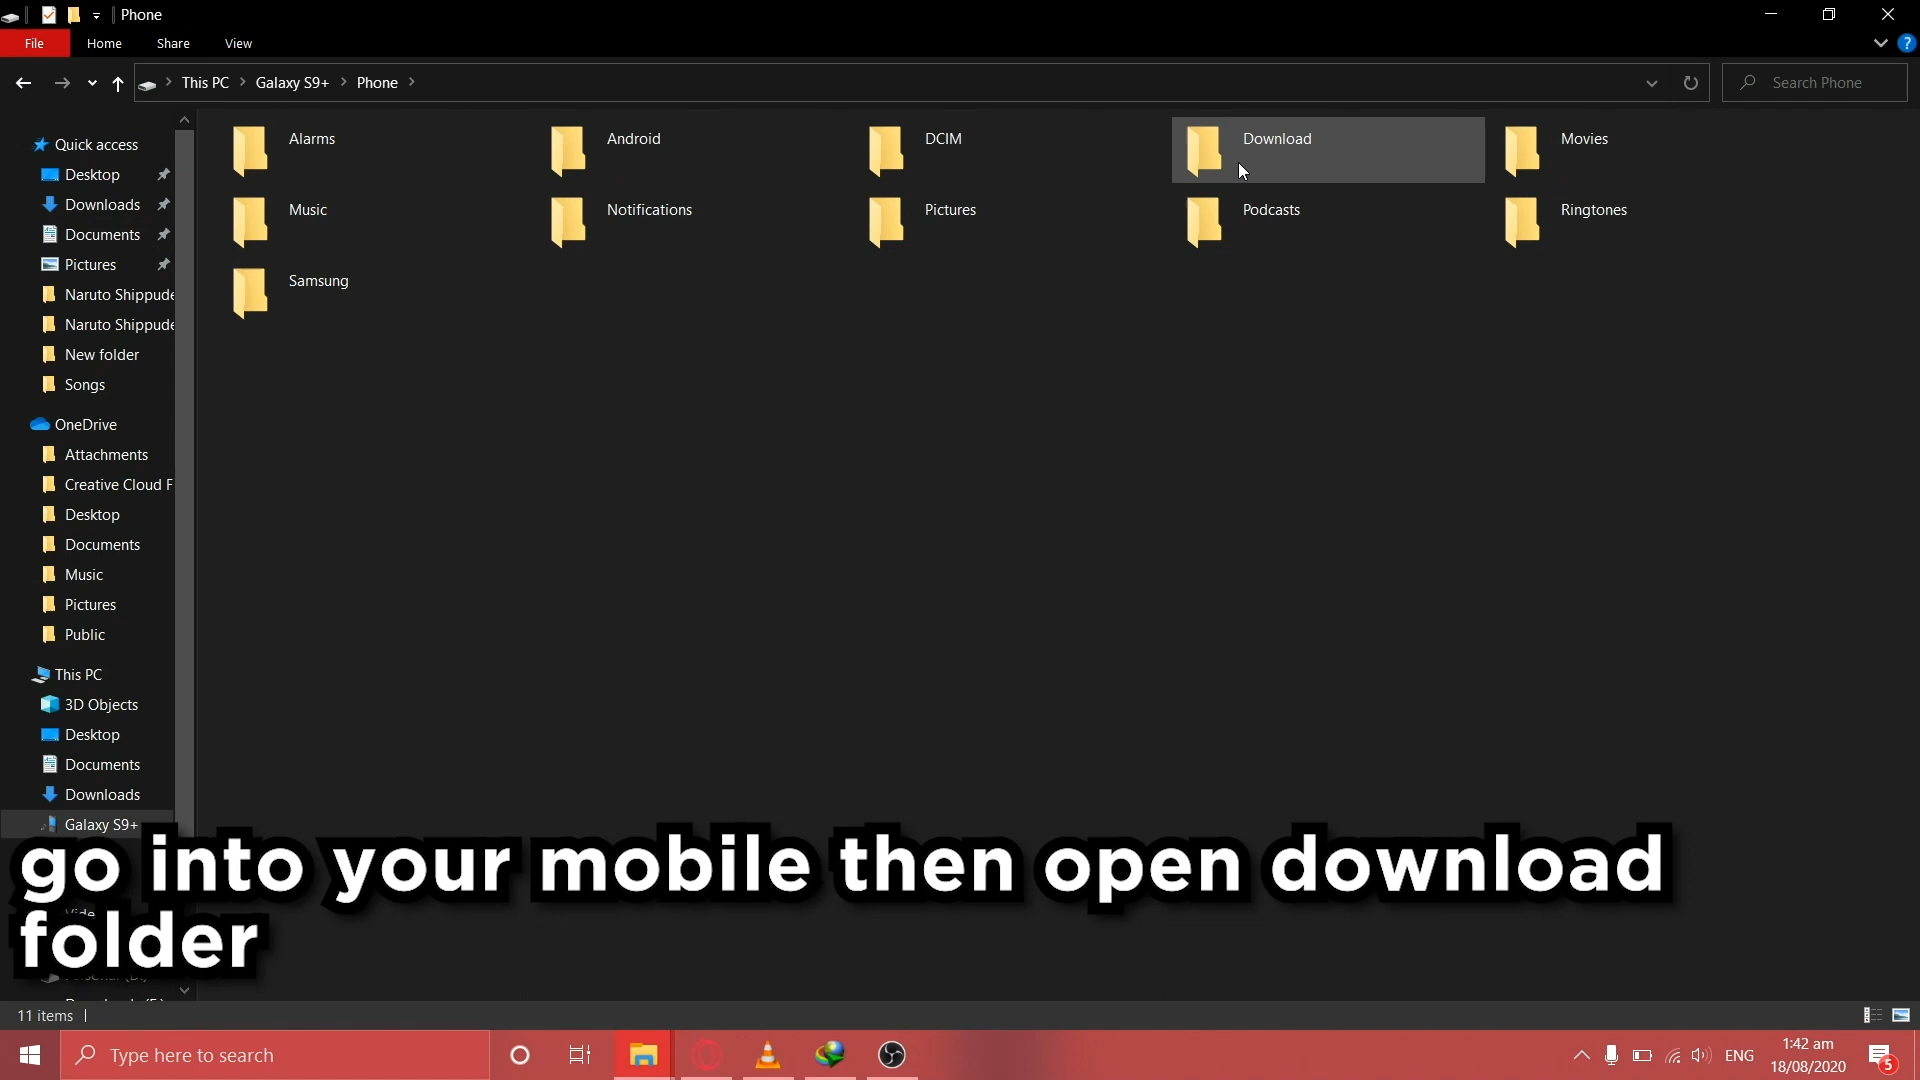 Phone
File Home Share View
This PC > Galaxy S9+ > Phone >
Search Phone
Quick access
Desktop
Downloads
Documents
Pictures
Naruto Shippude
Naruto Shippude
New folder
Songs
OneDrive
Attachments
Creative Cloud F
Desktop
Documents
Music
Pictures
Public
This PC
3D Objects
Desktop
Documents
Downloads
Galaxy S9+
Alarms Android DCIM Download Movies
Music Notifications Pictures Podcasts Ringtones
Samsung
go into your mobile then open download
folder
11 items
Type here to search
ENG
1:42 am
18/08/2020
5